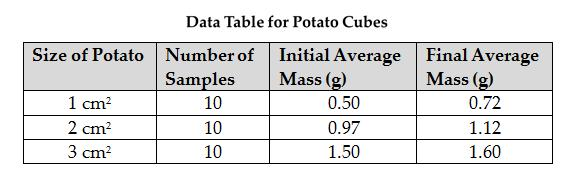 Data Table for Potato Cubes
Size of Potato Number of Samples Initial Average Mass (g) Final Average Mass (g)
1 cm² 10 0.50 0.72
2 cm² 10 0.97 1.12
3 cm² 10 1.50 1.60